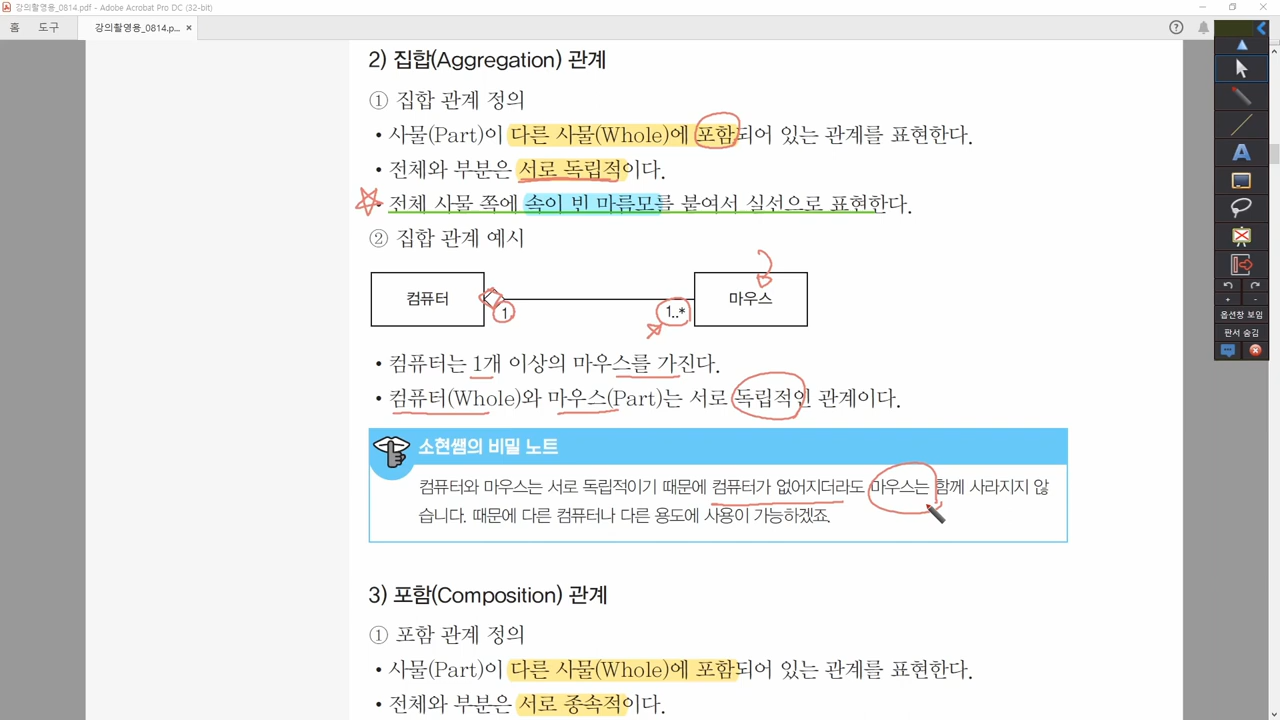 강의촬영용_0814.pdf - Adobe Acrobat Pro DC (32-bit)
홈 도구 강의촬영용_0814.p... ×
2) 집합(Aggregation) 관계
① 집합 관계 정의
• 사물(Part)이 다른 사물(Whole)에 포함되어 있는 관계를 표현한다.
• 전체와 부분은 서로 독립적이다.
• 전체 사물 쪽에 속이 빈 마름모를 붙여서 실선으로 표현한다.
② 집합 관계 예시
컴퓨터 1 1..* 마우스
• 컴퓨터는 1개 이상의 마우스를 가진다.
• 컴퓨터(Whole)와 마우스(Part)는 서로 독립적인 관계이다.
소현쌤의 비밀 노트
컴퓨터와 마우스는 서로 독립적이기 때문에 컴퓨터가 없어지더라도 마우스는 함께 사라지지 않
습니다. 때문에 다른 컴퓨터나 다른 용도에 사용이 가능하겠죠.
3) 포함(Composition) 관계
① 포함 관계 정의
• 사물(Part)이 다른 사물(Whole)에 포함되어 있는 관계를 표현한다.
• 전체와 부분은 서로 종속적이다.
A
+ -
옵션창 보임
판서 숨김